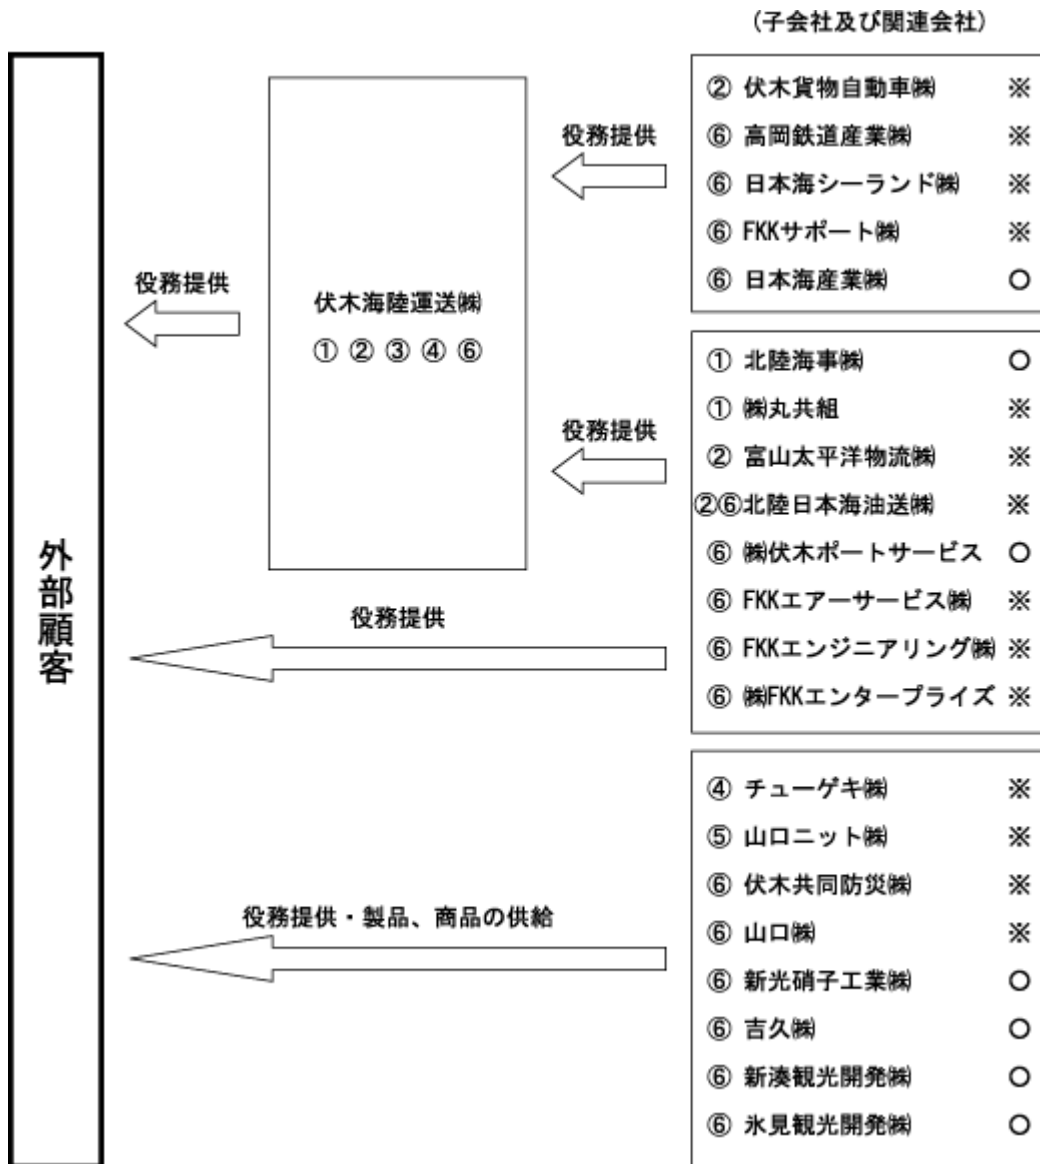 (子会社及び関連会社)
② 伏木貨物自動車㈱ ※
⑥ 高岡鉄道産業㈱ ※
⑥ 日本海シーランド㈱ ※
⑥ FKKサポート㈱ ※
⑥ 日本海産業㈱ ○
役務提供
役務提供
伏木海陸運送㈱
① ② ③ ④ ⑥
① 北陸海事㈱ ○
① ㈱丸共組 ※
② 富山太平洋物流㈱ ※
②⑥北陸日本海油送㈱ ※
⑥ ㈱伏木ポートサービス ○
⑥ FKKエアーサービス㈱ ※
⑥ FKKエンジニアリング㈱ ※
⑥ ㈱FKKエンタープライズ ※
役務提供
役務提供
外部顧客
④ チューゲキ㈱ ※
⑤ 山口ニット㈱ ※
⑥ 伏木共同防災㈱ ※
⑥ 山口㈱ ※
⑥ 新光硝子工業㈱ ○
⑥ 吉久㈱ ○
⑥ 新湊観光開発㈱ ○
⑥ 氷見観光開発㈱ ○
役務提供・製品、商品の供給